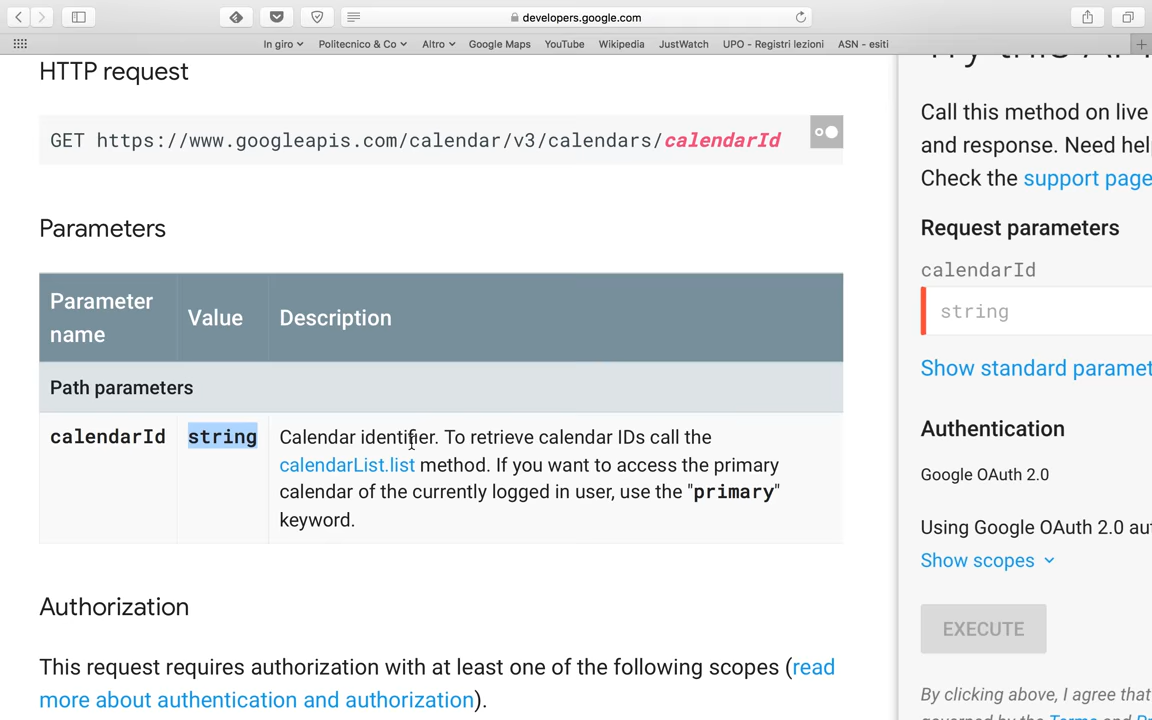 developers.google.com
In giro
Politecnico & Co
Altro
Google Maps
YouTube
Wikipedia
JustWatch
UPO - Registri lezioni
ASN - esiti
HTTP request
GET https://www.googleapis.com/calendar/v3/calendars/calendarId
Parameters
Parameter name
Value
Description
Path parameters
calendarId
string
Calendar identifier. To retrieve calendar IDs call the
calendarList.list method. If you want to access the primary
calendar of the currently logged in user, use the "primary"
keyword.
Authorization
This request requires authorization with at least one of the following scopes (read
more about authentication and authorization).
Call this method on live
and response. Need hel
Check the support page
Request parameters
calendarId
string
Show standard paramet
Authentication
Google OAuth 2.0
Using Google OAuth 2.0 aut
Show scopes
EXECUTE
By clicking above, I agree that